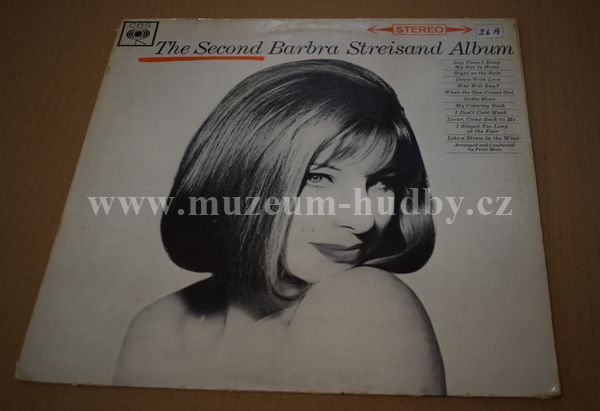 CBS
STEREO
26 A
The Second Barbra Streisand Album
Any Place I Hang
My Hat Is Home
Right as the Rain
Down With Love
Who Will Buy?
When the Sun Comes Out
Gotta Move
My Coloring Book
I Don't Care Much
Lover, Come Back to Me
I Stayed Too Long
at the Fair
Like a Straw in the Wind
Arranged and Conducted
by Peter Matz
www.muzeum-hudby.cz